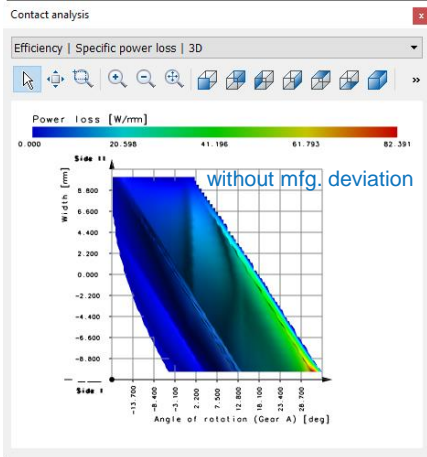 Contact analysis
x
Efficiency | Specific power loss | 3D
»
Power loss [W/mm]
0.000 20.598 41.196 61.793 82.391
Side II
without mfg. deviation
Width [mm]
8.800
6.600
4.400
2.200
0.000
-2.200
-4.400
-6.600
-8.800
Side I
-13.700 -8.400 -3.100 2.200 7.500 12.800 18.100 23.400 28.700
Angle of rotation (Gear A) [deg]